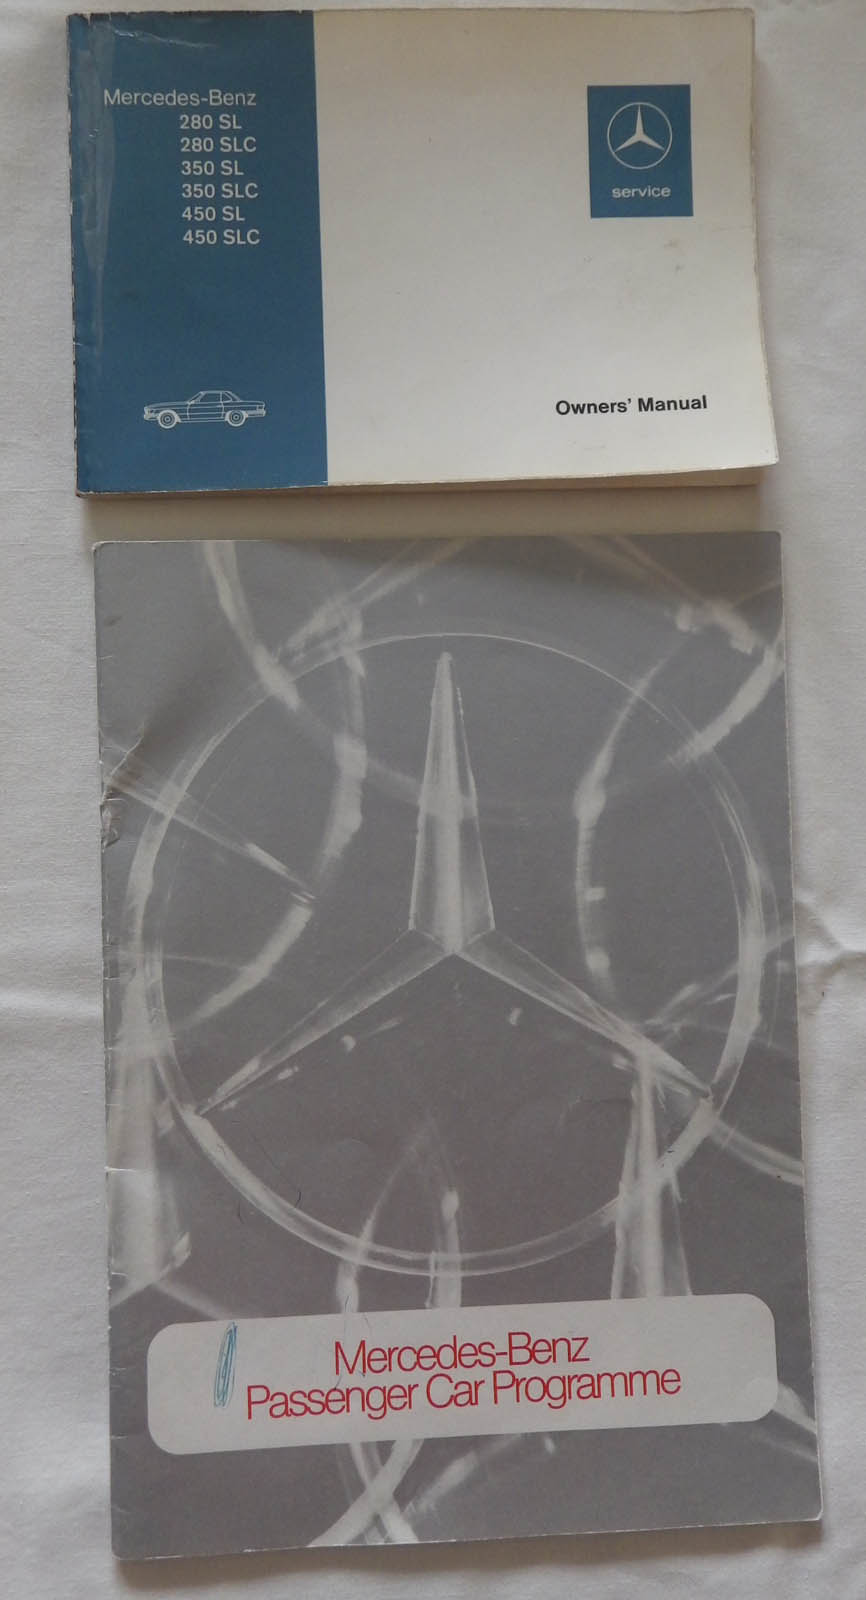 Mercedes-Benz
280 SL
280 SLC
350 SL
350 SLC
450 SL
450 SLC
service
Owners' Manual
Mercedes-Benz
Passenger Car Programme